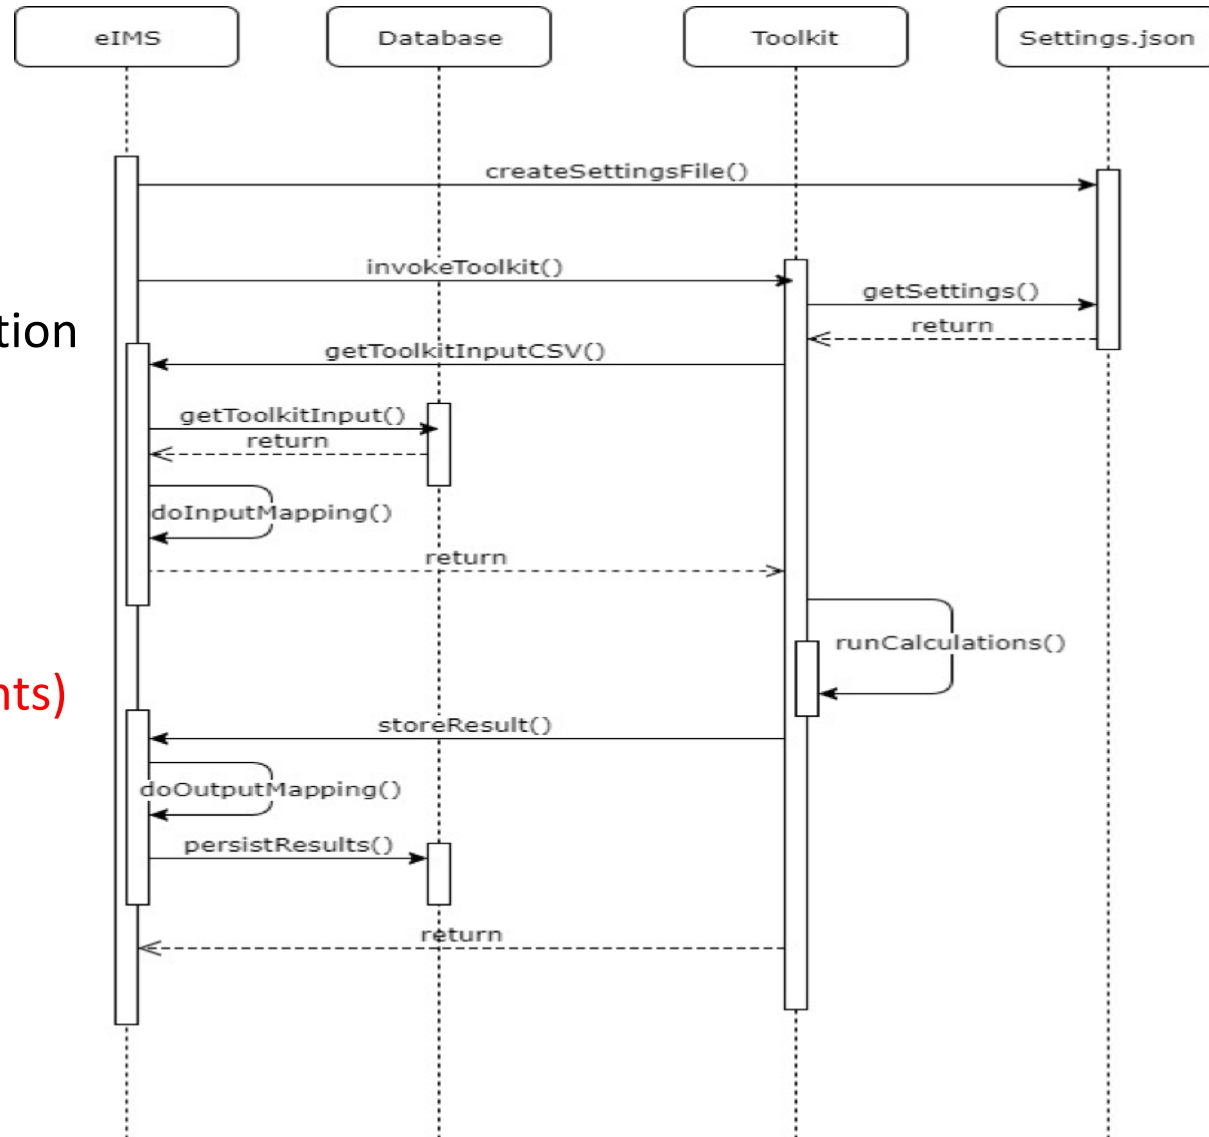 eIMS
Database
Toolkit
Settings.json
createSettingsFile()
invokeToolkit()
getSettings()
return
tion
getToolkitInputCSV()
getToolkitInput()
return
doInputMapping()
return
runCalculations()
nts)
storeResult()
doOutputMapping()
persistResults()
return